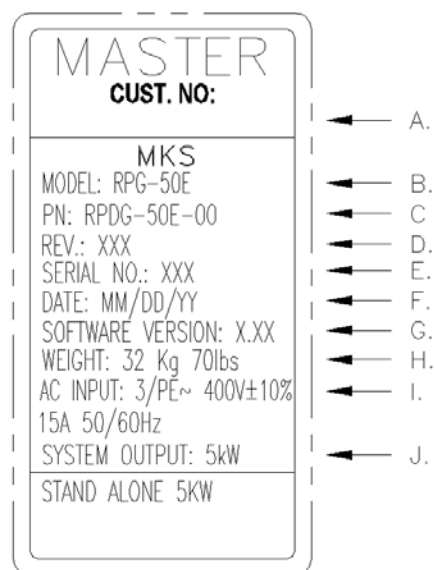 MASTER
CUST. NO:
A.
MKS
MODEL: RPG-50E
B.
PN: RPDG-50E-00
C
REV.: XXX
D.
SERIAL NO.: XXX
E.
DATE: MM/DD/YY
F.
SOFTWARE VERSION: X.XX
G.
WEIGHT: 32 Kg 70lbs
H.
AC INPUT: 3/PE~ 400V±10%
I.
15A 50/60Hz
SYSTEM OUTPUT: 5kW
J.
STAND ALONE 5KW